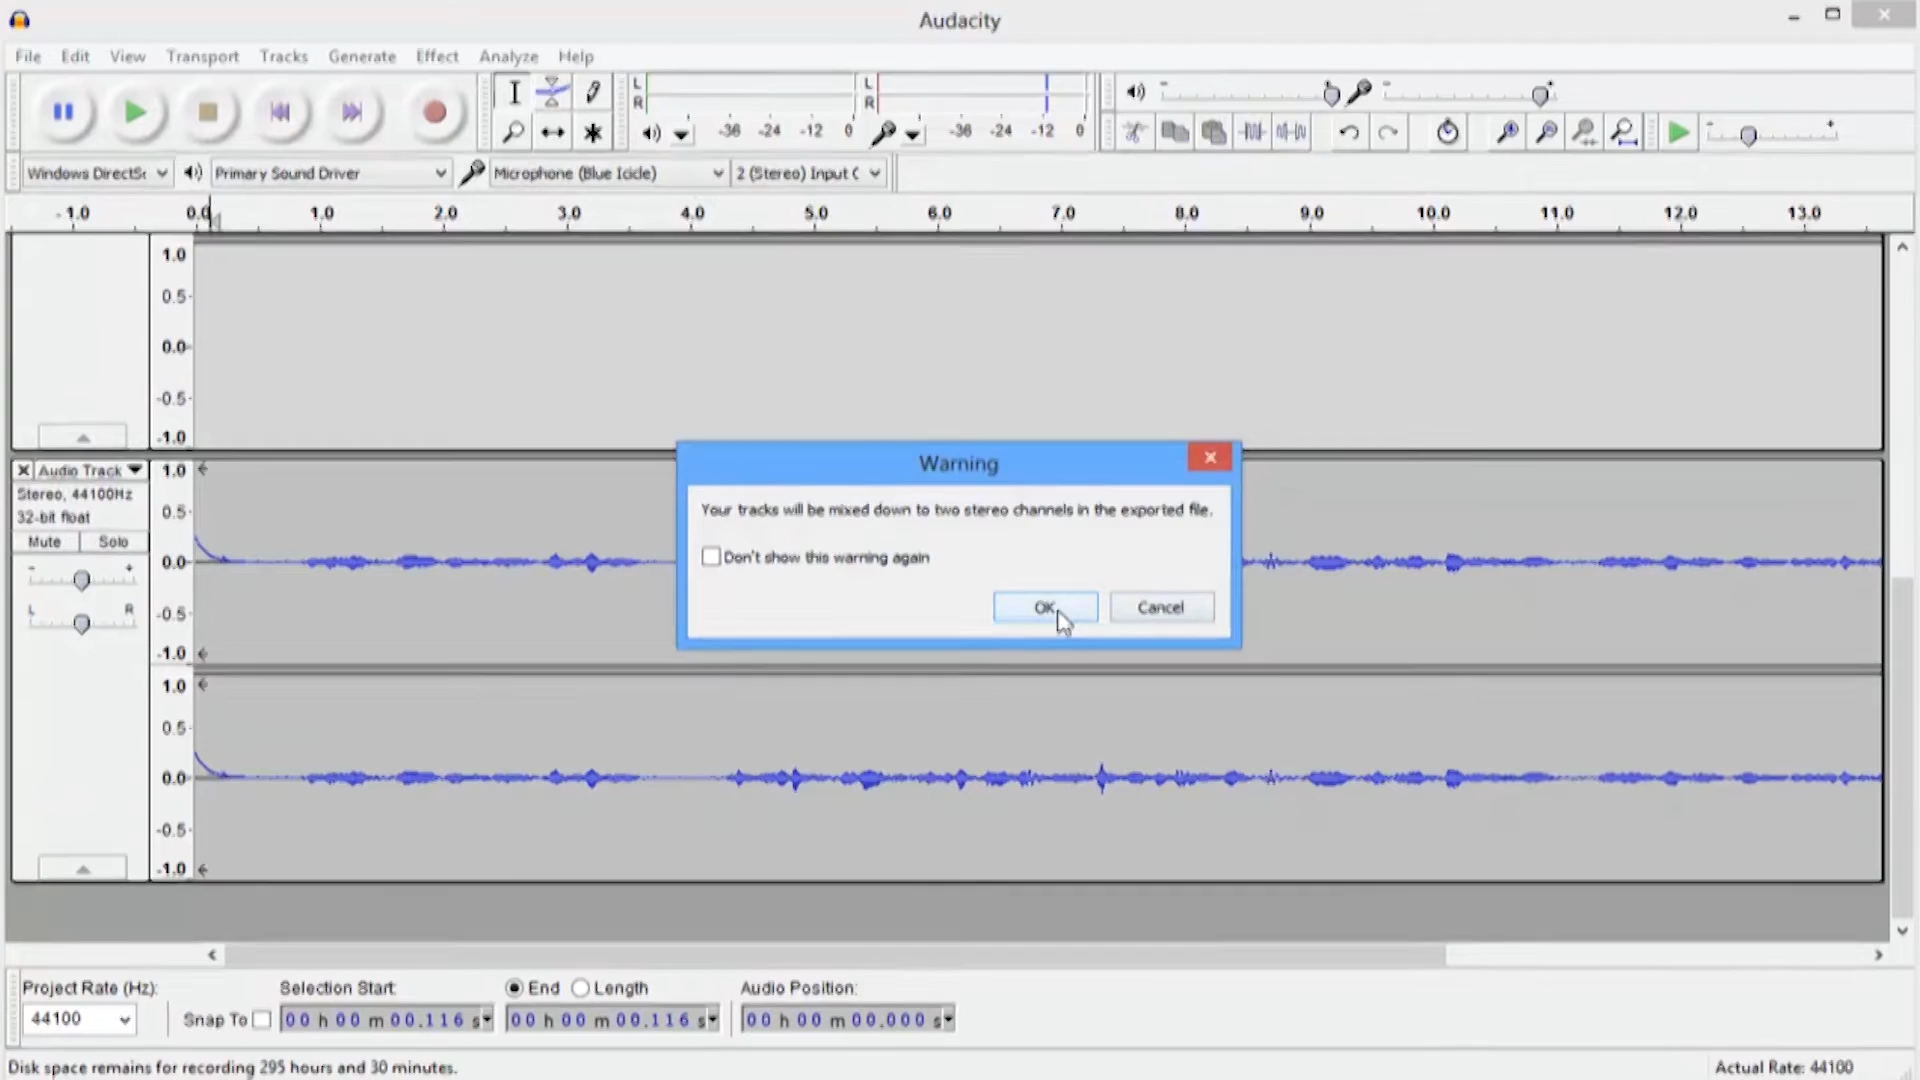 Audacity
File Edit View Transport Tracks Generate Effect Analyze Help
L
R
-36 -24 -12 0
L
R
-36 -24 -12 0
Windows DirectSo
Primary Sound Driver
Microphone (Blue Icicle)
2 (Stereo) Input C
- 1.0 0.0 1.0 2.0 3.0 4.0 5.0 6.0 7.0 8.0 9.0 10.0 11.0 12.0 13.0
1.0
0.5
0.0
-0.5
-1.0
Audio Track
Stereo, 44100Hz
32-bit float
Mute Solo
- +
L R
1.0
0.5
0.0
-0.5
-1.0
1.0
0.5
0.0
-0.5
-1.0
Warning
Your tracks will be mixed down to two stereo channels in the exported file.
Don't show this warning again
OK Cancel
Project Rate (Hz): Selection Start: End Length Audio Position:
44100 Snap To 00 h 00 m 00.116 s 00 h 00 m 00.116 s 00 h 00 m 00.000 s
Disk space remains for recording 295 hours and 30 minutes. Actual Rate: 44100